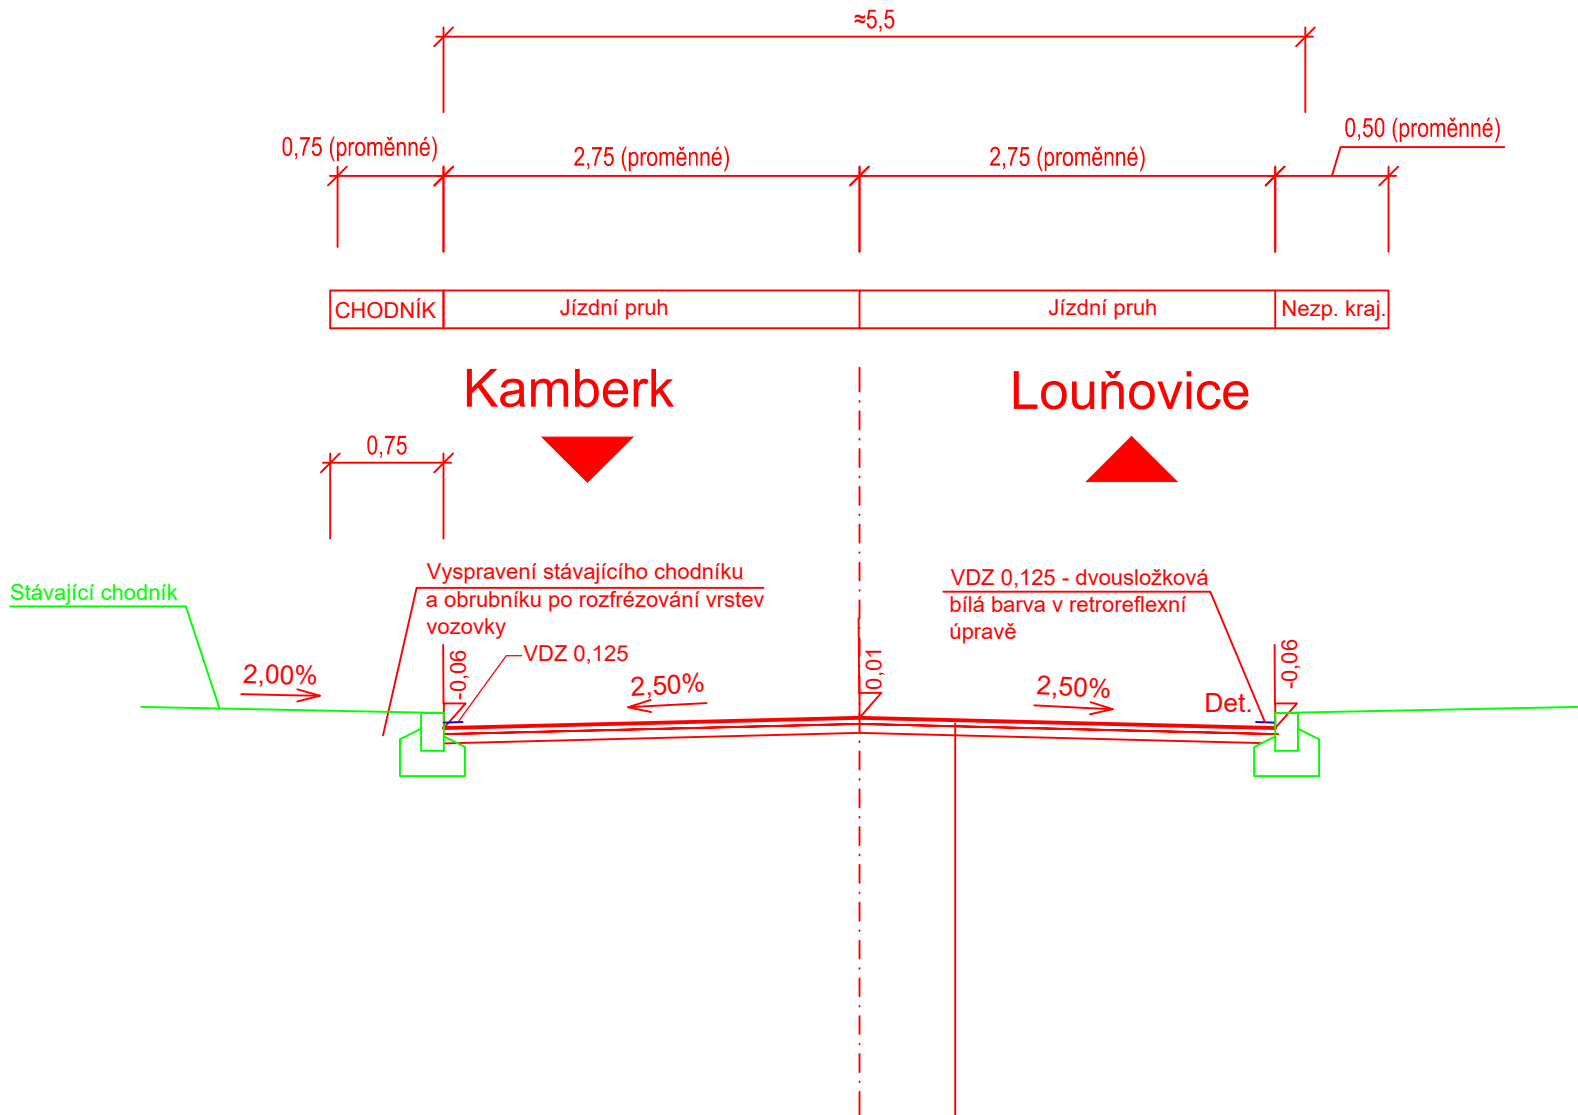 ≈5,5
0,75 (proměnné)
2,75 (proměnné)
2,75 (proměnné)
0,50 (proměnné)
CHODNÍK
Jízdní pruh
Jízdní pruh
Nezp. kraj.
Kamberk
Louňovice
0,75
Stávající chodník
Vyspravení stávajícího chodníku
a obrubníku po rozfrézování vrstev
vozovky
VDZ 0,125
VDZ 0,125 - dvousložková
bílá barva v retroreflexní
úpravě
2,00%
-0,06
2,50%
0,01
2,50%
Det.
-0,06